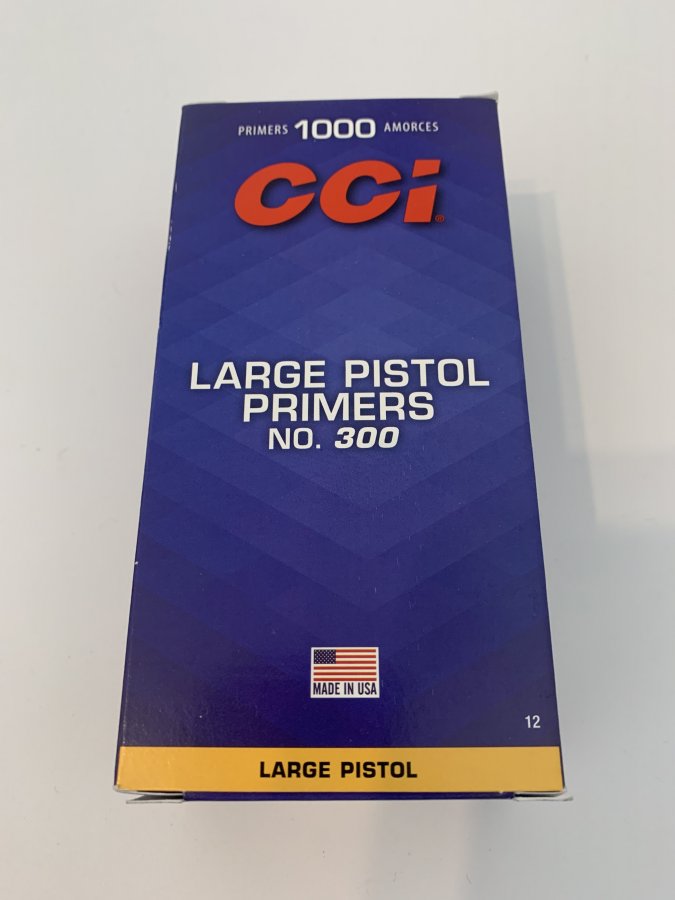 PRIMERS 1000 AMORCES
CCi®
LARGE PISTOL
PRIMERS
NO. 300
MADE IN USA
12
LARGE PISTOL